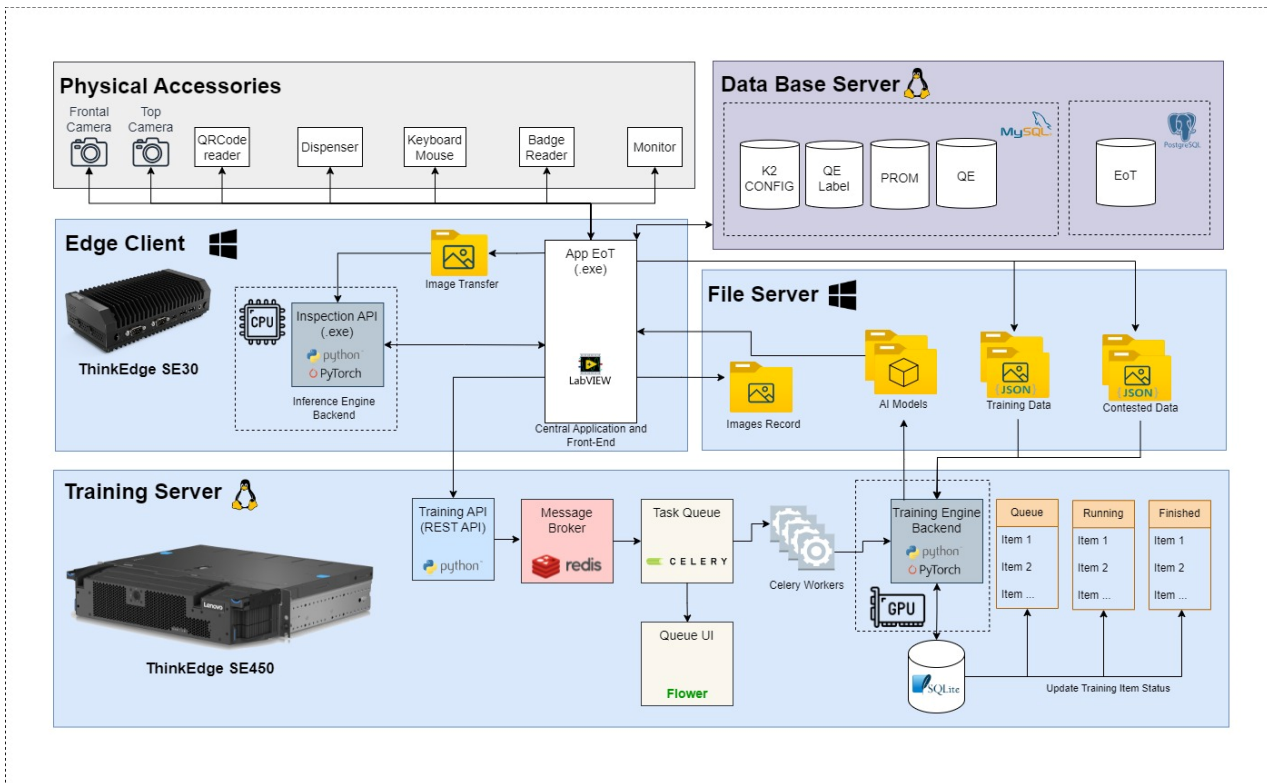 Physical Accessories
Frontal
Camera
Top
Camera
QRCode
reader
Dispenser
Keyboard
Mouse
Badge
Reader
Monitor
Data Base Server
MySQL
K2
CONFIG
QE
Label
PROM
QE
PostgreSQL
EoT
Edge Client
ThinkEdge SE30
CPU
Inspection API
(.exe)
python
PyTorch
Inference Engine
Backend
Image Transfer
App EoT
(.exe)
LabVIEW
Central Application and
Front-End
File Server
Images Record
AI Models
{JSON}
Training Data
{JSON}
Contested Data
Training Server
Lenovo
ThinkEdge SE450
Training API
(REST API)
python
Message
Broker
redis
Task Queue
CELERY
Queue UI
Flower
Celery Workers
Training Engine
Backend
python
PyTorch
GPU
SQLite
Queue
Item 1
Item 2
Item ...
Running
Item 1
Item 2
Item ...
Finished
Item 1
Item 2
Item ...
Update Training Item Status